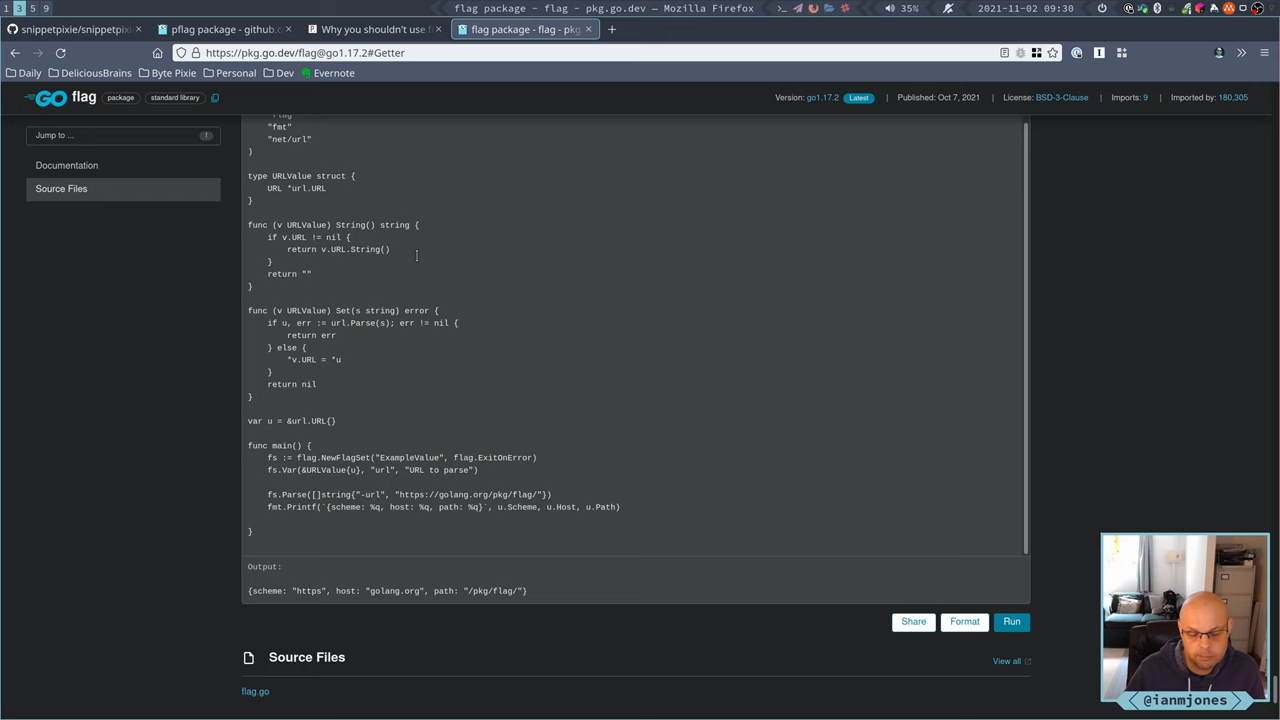 1 3 5 9
flag package - flag - pkg.go.dev — Mozilla Firefox
35%
2021-11-02 09:30
snippetpixie/snippetpixi
pflag package - github.c
Why you shouldn't use f
flag package - flag - pkg
https://pkg.go.dev/flag@go1.17.2#Getter
Daily DeliciousBrains Byte Pixie Personal Dev Evernote
GO flag package standard library
Version: go1.17.2 Latest Published: Oct 7, 2021 License: BSD-3-Clause Imports: 9 Imported by: 180,305
Jump to ...
Documentation
Source Files
"flag"
"fmt"
"net/url"
)
type URLValue struct {
URL *url.URL
}
func (v URLValue) String() string {
if v.URL != nil {
return v.URL.String()
}
return ""
}
func (v URLValue) Set(s string) error {
if u, err := url.Parse(s); err != nil {
return err
} else {
*v.URL = *u
}
return nil
}
var u = &url.URL{}
func main() {
fs := flag.NewFlagSet("ExampleValue", flag.ExitOnError)
fs.Var(&URLValue{u}, "url", "URL to parse")
fs.Parse([]string{"-url", "https://golang.org/pkg/flag/"})
fmt.Printf(`{scheme: %q, host: %q, path: %q}`, u.Scheme, u.Host, u.Path)
}
Output:
{scheme: "https", host: "golang.org", path: "/pkg/flag/"}
Share Format Run
Source Files
View all
flag.go
@ianmjones